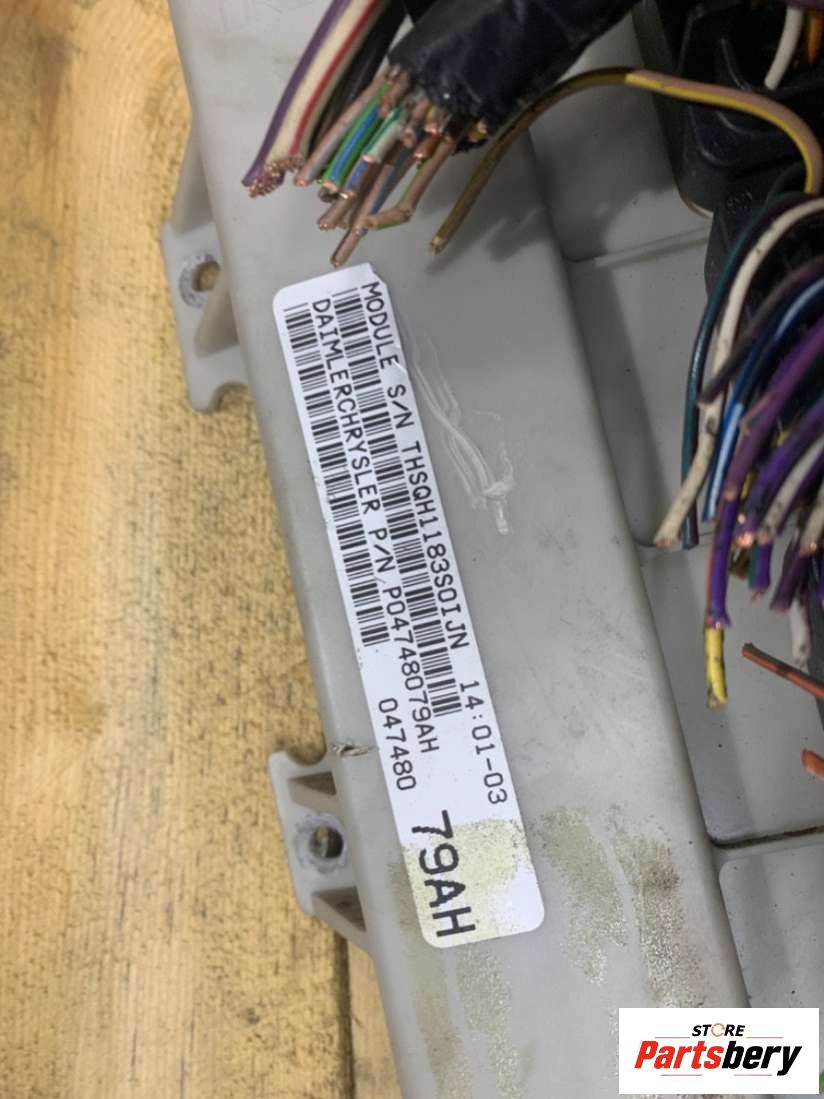 MODULE S/N THSQH1183S0IJN 14:01-03
DAIMLERCHRYSLER P/N P04748079AH
047480
79AH
STORE
Partsbery